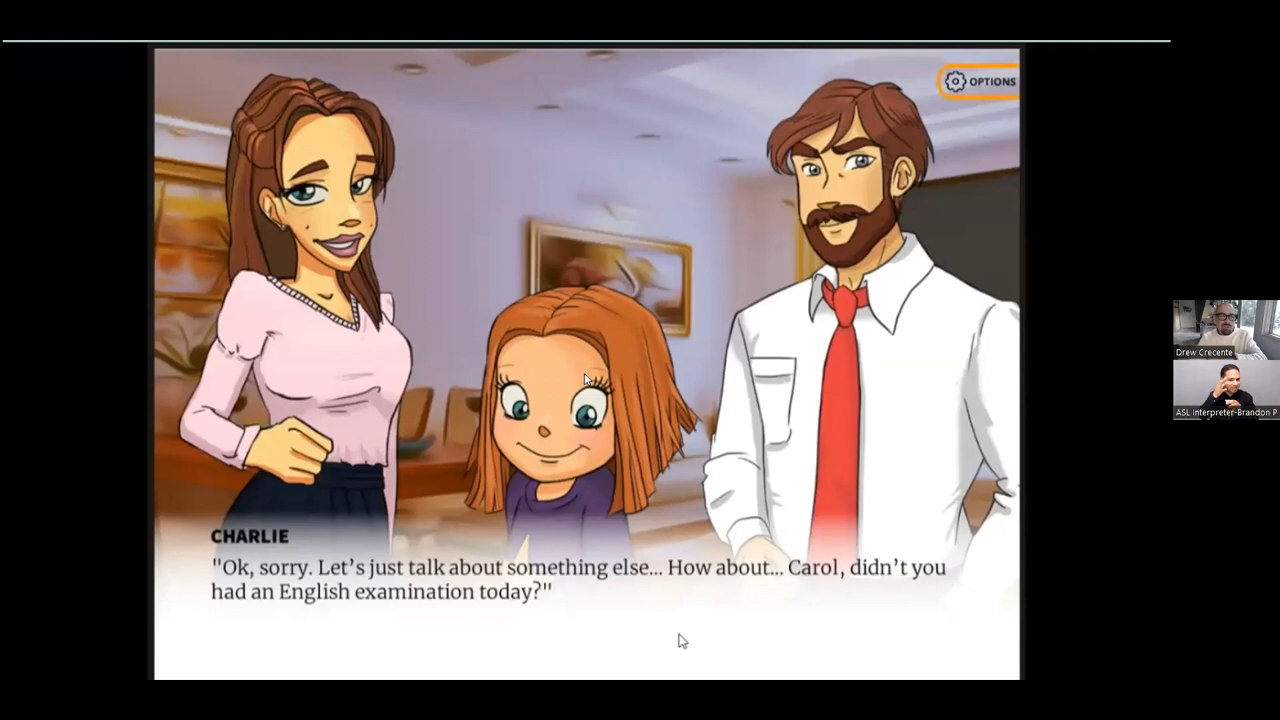 OPTIONS
Drew Crecente
ASL Interpreter-Brandon P
CHARLIE
"Ok, sorry. Let’s just talk about something else... How about... Carol, didn’t you
had an English examination today?"